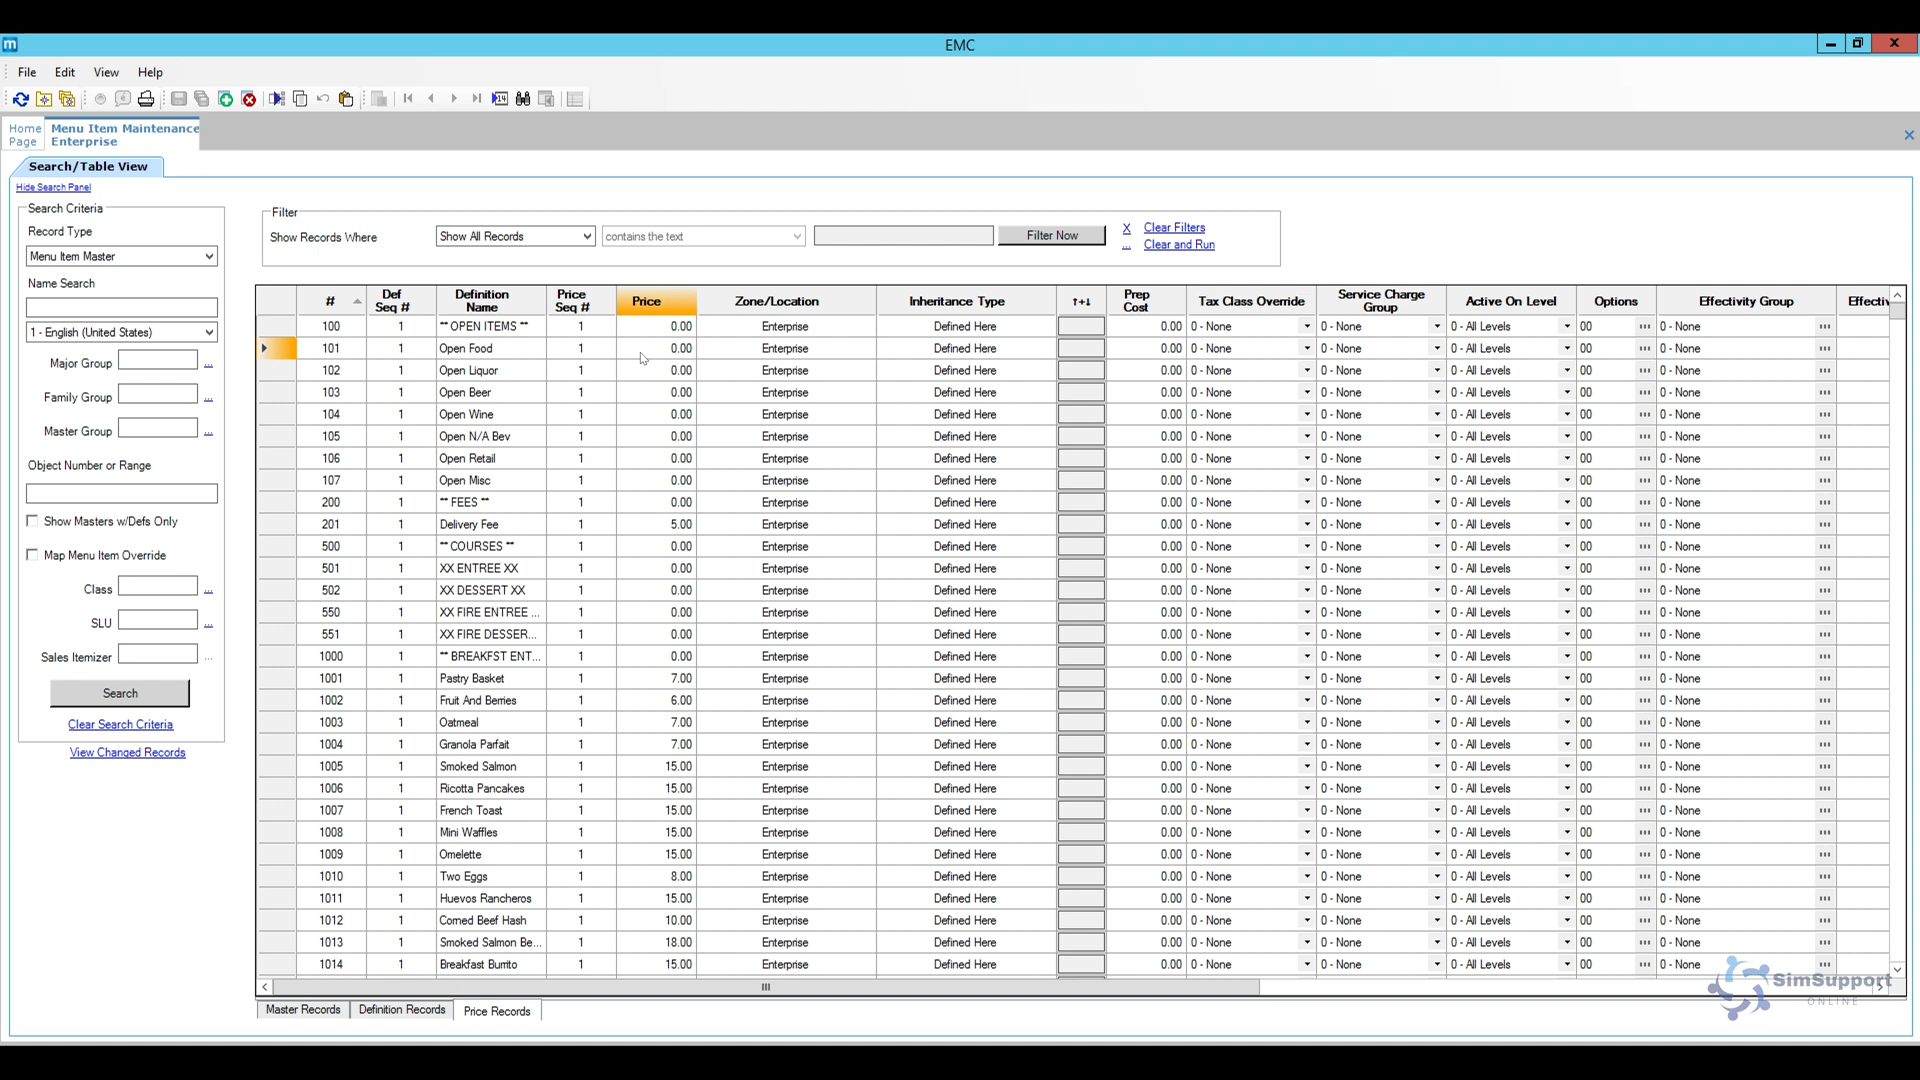 m
EMC
File Edit View Help
Home Page
Menu Item Maintenance
Enterprise
Search/Table View
Hide Search Panel
Search Criteria
Record Type
Menu Item Master
Name Search
1 - English (United States)
Major Group ...
Family Group ...
Master Group ...
Object Number or Range
Show Masters w/Defs Only
Map Menu Item Override
Class ...
SLU ...
Sales Itemizer ...
Search
Clear Search Criteria
View Changed Records
Filter
Show Records Where Show All Records contains the text Filter Now X Clear Filters
... Clear and Run
# Def Seq # Definition Name Price Seq # Price Zone/Location Inheritance Type ↑+↓ Prep Cost Tax Class Override Service Charge Group Active On Level Options Effectivity Group Effectiv
100 1 ** OPEN ITEMS ** 1 0.00 Enterprise Defined Here 0.00 0 - None 0 - None 0 - All Levels 00 ... 0 - None ...
101 1 Open Food 1 0.00 Enterprise Defined Here 0.00 0 - None 0 - None 0 - All Levels 00 ... 0 - None ...
102 1 Open Liquor 1 0.00 Enterprise Defined Here 0.00 0 - None 0 - None 0 - All Levels 00 ... 0 - None ...
103 1 Open Beer 1 0.00 Enterprise Defined Here 0.00 0 - None 0 - None 0 - All Levels 00 ... 0 - None ...
104 1 Open Wine 1 0.00 Enterprise Defined Here 0.00 0 - None 0 - None 0 - All Levels 00 ... 0 - None ...
105 1 Open N/A Bev 1 0.00 Enterprise Defined Here 0.00 0 - None 0 - None 0 - All Levels 00 ... 0 - None ...
106 1 Open Retail 1 0.00 Enterprise Defined Here 0.00 0 - None 0 - None 0 - All Levels 00 ... 0 - None ...
107 1 Open Misc 1 0.00 Enterprise Defined Here 0.00 0 - None 0 - None 0 - All Levels 00 ... 0 - None ...
200 1 ** FEES ** 1 0.00 Enterprise Defined Here 0.00 0 - None 0 - None 0 - All Levels 00 ... 0 - None ...
201 1 Delivery Fee 1 5.00 Enterprise Defined Here 0.00 0 - None 0 - None 0 - All Levels 00 ... 0 - None ...
500 1 ** COURSES ** 1 0.00 Enterprise Defined Here 0.00 0 - None 0 - None 0 - All Levels 00 ... 0 - None ...
501 1 XX ENTREE XX 1 0.00 Enterprise Defined Here 0.00 0 - None 0 - None 0 - All Levels 00 ... 0 - None ...
502 1 XX DESSERT XX 1 0.00 Enterprise Defined Here 0.00 0 - None 0 - None 0 - All Levels 00 ... 0 - None ...
550 1 XX FIRE ENTREE ... 1 0.00 Enterprise Defined Here 0.00 0 - None 0 - None 0 - All Levels 00 ... 0 - None ...
551 1 XX FIRE DESSER... 1 0.00 Enterprise Defined Here 0.00 0 - None 0 - None 0 - All Levels 00 ... 0 - None ...
1000 1 ** BREAKFST ENT... 1 0.00 Enterprise Defined Here 0.00 0 - None 0 - None 0 - All Levels 00 ... 0 - None ...
1001 1 Pastry Basket 1 7.00 Enterprise Defined Here 0.00 0 - None 0 - None 0 - All Levels 00 ... 0 - None ...
1002 1 Fruit And Berries 1 6.00 Enterprise Defined Here 0.00 0 - None 0 - None 0 - All Levels 00 ... 0 - None ...
1003 1 Oatmeal 1 7.00 Enterprise Defined Here 0.00 0 - None 0 - None 0 - All Levels 00 ... 0 - None ...
1004 1 Granola Parfait 1 7.00 Enterprise Defined Here 0.00 0 - None 0 - None 0 - All Levels 00 ... 0 - None ...
1005 1 Smoked Salmon 1 15.00 Enterprise Defined Here 0.00 0 - None 0 - None 0 - All Levels 00 ... 0 - None ...
1006 1 Ricotta Pancakes 1 15.00 Enterprise Defined Here 0.00 0 - None 0 - None 0 - All Levels 00 ... 0 - None ...
1007 1 French Toast 1 15.00 Enterprise Defined Here 0.00 0 - None 0 - None 0 - All Levels 00 ... 0 - None ...
1008 1 Mini Waffles 1 15.00 Enterprise Defined Here 0.00 0 - None 0 - None 0 - All Levels 00 ... 0 - None ...
1009 1 Omelette 1 15.00 Enterprise Defined Here 0.00 0 - None 0 - None 0 - All Levels 00 ... 0 - None ...
1010 1 Two Eggs 1 8.00 Enterprise Defined Here 0.00 0 - None 0 - None 0 - All Levels 00 ... 0 - None ...
1011 1 Huevos Rancheros 1 15.00 Enterprise Defined Here 0.00 0 - None 0 - None 0 - All Levels 00 ... 0 - None ...
1012 1 Corned Beef Hash 1 10.00 Enterprise Defined Here 0.00 0 - None 0 - None 0 - All Levels 00 ... 0 - None ...
1013 1 Smoked Salmon Be... 1 18.00 Enterprise Defined Here 0.00 0 - None 0 - None 0 - All Levels 00 ... 0 - None ...
1014 1 Breakfast Burrito 1 15.00 Enterprise Defined Here 0.00 0 - None 0 - None 0 - All Levels 00 ... 0 - None ...
Master Records Definition Records Price Records
SimSupport
ONLINE